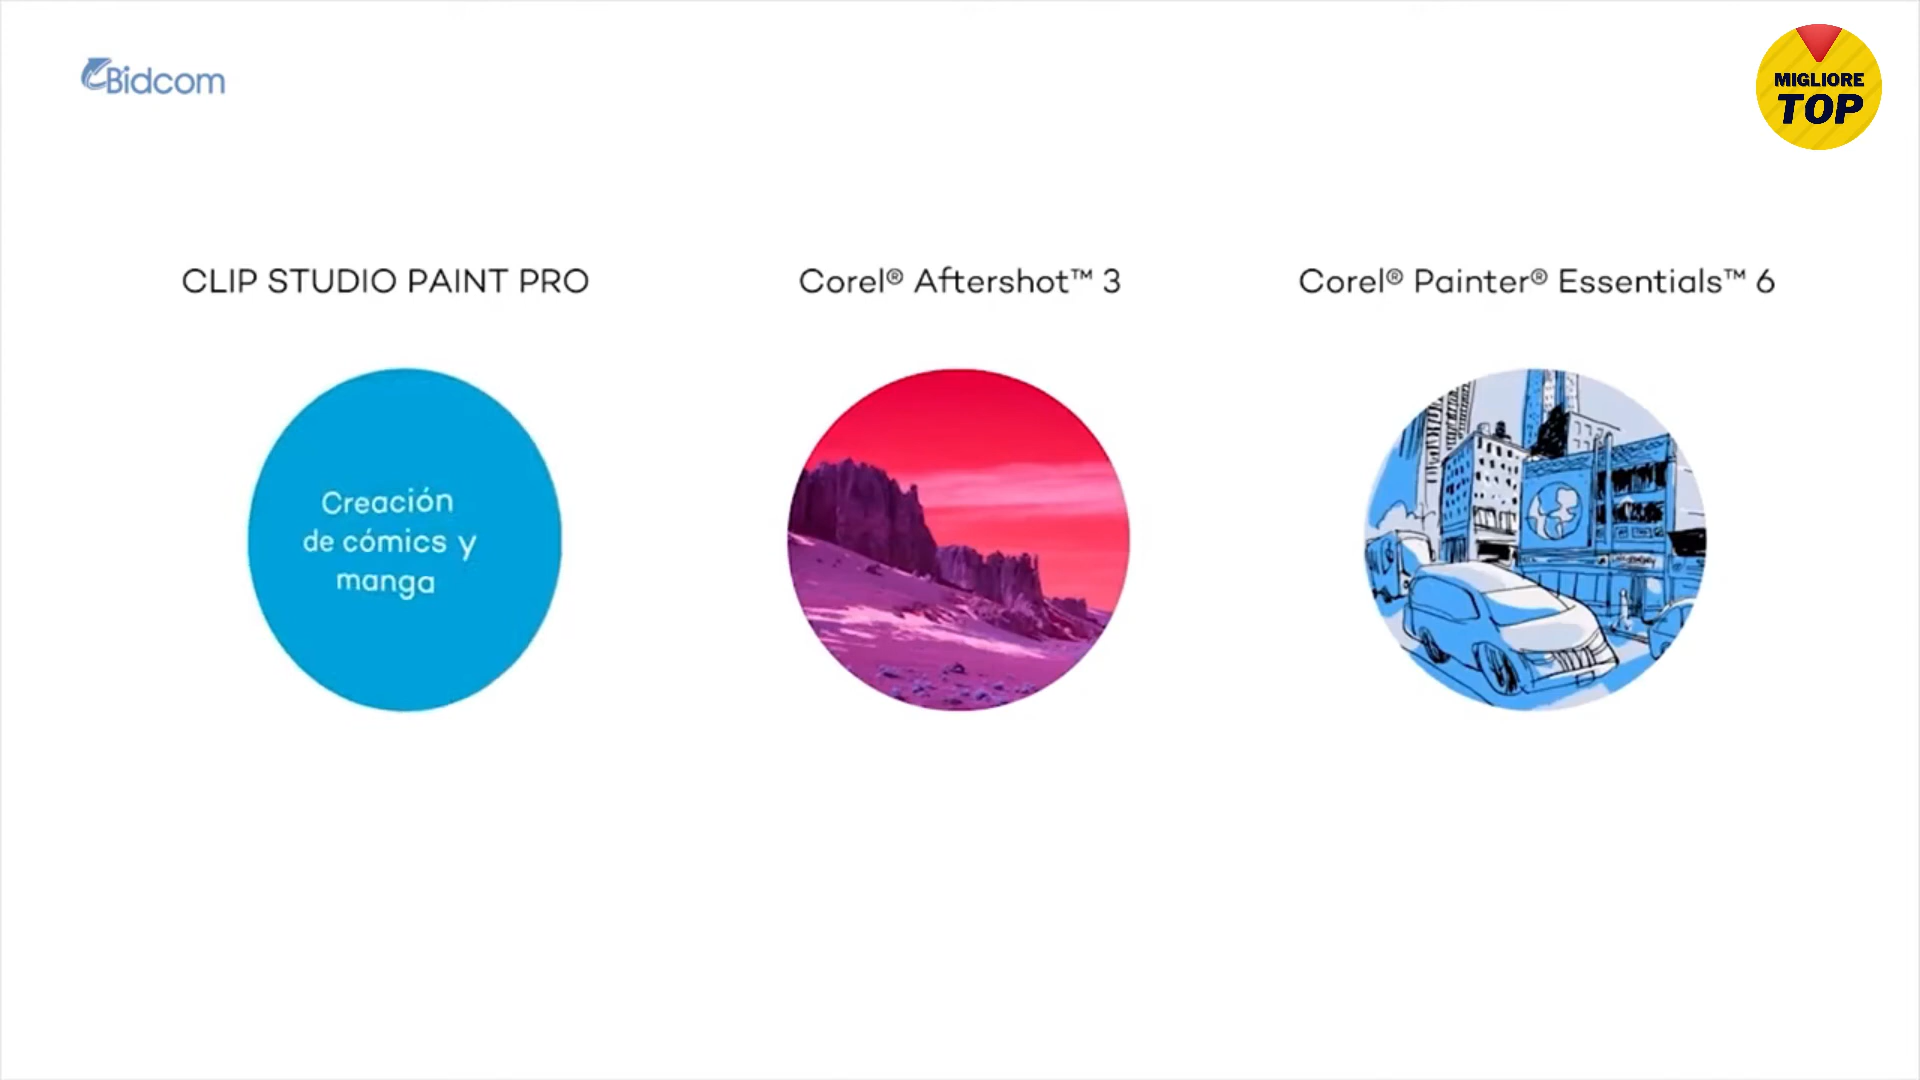 Bidcom
MIGLIORE
TOP
CLIP STUDIO PAINT PRO
Corel® Aftershot™ 3
Corel® Painter® Essentials™ 6
Creación
de cómics y
manga